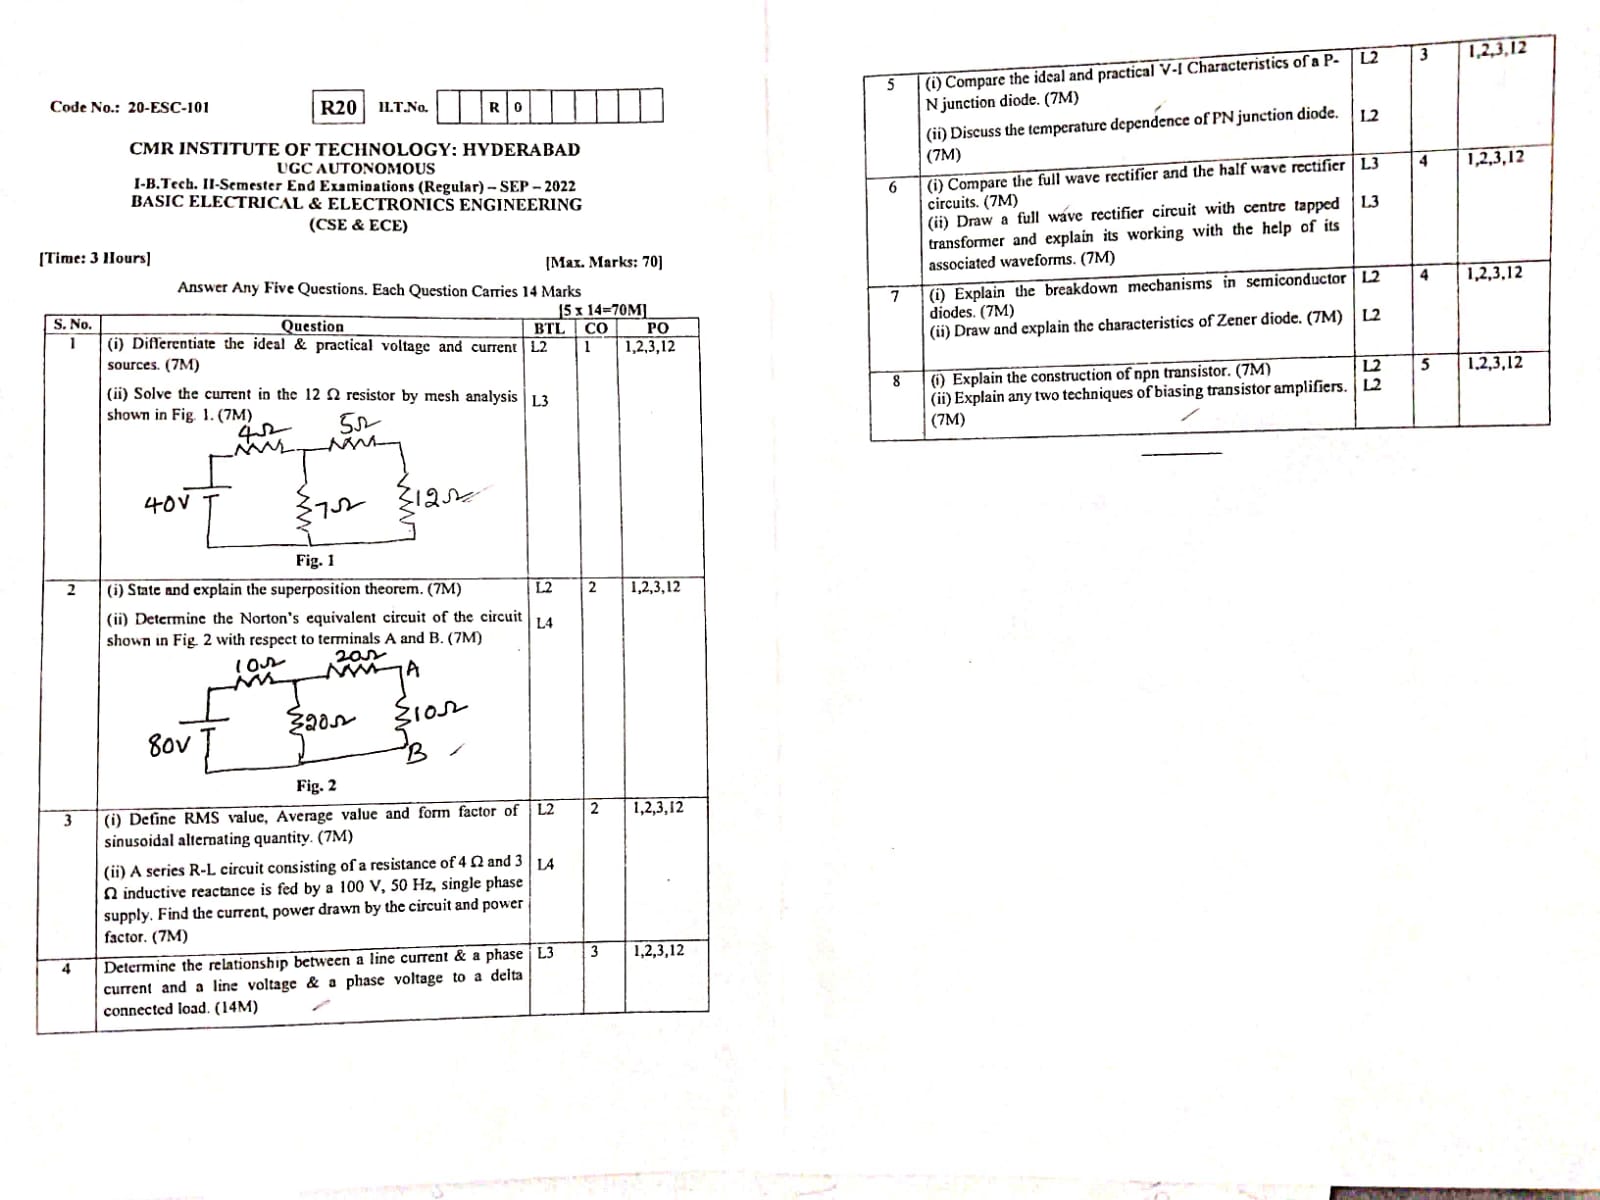 Code No.: 20-ESC-101 R20 H.T.No. R 0
CMR INSTITUTE OF TECHNOLOGY: HYDERABAD
UGC AUTONOMOUS
I-B.Tech. II-Semester End Examinations (Regular) – SEP – 2022
BASIC ELECTRICAL & ELECTRONICS ENGINEERING
(CSE & ECE)
[Time: 3 Hours] [Max. Marks: 70]
Answer Any Five Questions. Each Question Carries 14 Marks
[5 x 14=70M]
S. No. Question BTL CO PO
1 (i) Differentiate the ideal & practical voltage and current L2 1 1,2,3,12
sources. (7M)
(ii) Solve the current in the 12 Ω resistor by mesh analysis L3
shown in Fig. 1. (7M)
4Ω 5Ω
40V 7Ω 12Ω
Fig. 1
2 (i) State and explain the superposition theorem. (7M) L2 2 1,2,3,12
(ii) Determine the Norton's equivalent circuit of the circuit L4
shown in Fig. 2 with respect to terminals A and B. (7M)
10Ω 20Ω A
20Ω 10Ω
80V B
Fig. 2
3 (i) Define RMS value, Average value and form factor of L2 2 1,2,3,12
sinusoidal alternating quantity. (7M)
(ii) A series R-L circuit consisting of a resistance of 4 Ω and 3 L4
Ω inductive reactance is fed by a 100 V, 50 Hz, single phase
supply. Find the current, power drawn by the circuit and power
factor. (7M)
4 Determine the relationship between a line current & a phase L3 3 1,2,3,12
current and a line voltage & a phase voltage to a delta
connected load. (14M)
5 (i) Compare the ideal and practical V-I Characteristics of a P- L2 3 1,2,3,12
N junction diode. (7M)
(ii) Discuss the temperature dependence of PN junction diode. L2
(7M)
6 (i) Compare the full wave rectifier and the half wave rectifier L3 4 1,2,3,12
circuits. (7M)
(ii) Draw a full wave rectifier circuit with centre tapped L3
transformer and explain its working with the help of its
associated waveforms. (7M)
7 (i) Explain the breakdown mechanisms in semiconductor L2 4 1,2,3,12
diodes. (7M)
(ii) Draw and explain the characteristics of Zener diode. (7M) L2
8 (i) Explain the construction of npn transistor. (7M) L2 5 1,2,3,12
(ii) Explain any two techniques of biasing transistor amplifiers. L2
(7M)